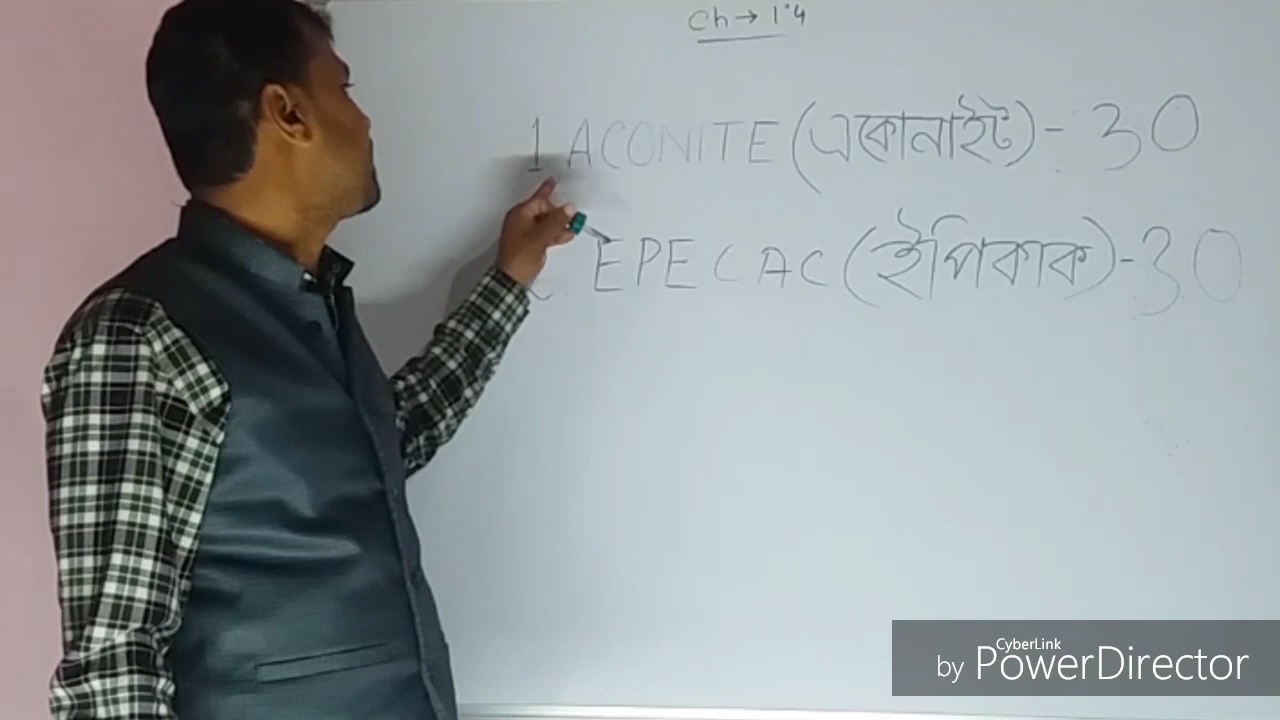 Ch → 1.4
1 ACONITE (একোনাইট) - 30
2. EPECAC (ইপিকাক) - 30
CyberLink
by PowerDirector